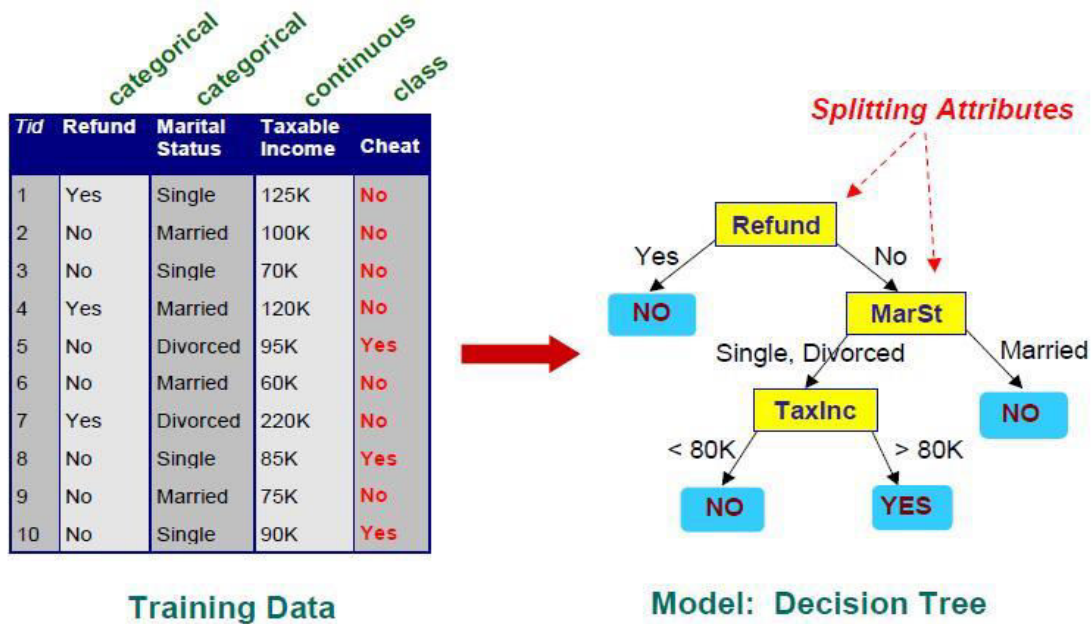 categorical
categorical
continuous
class
Tid Refund Marital Status Taxable Income Cheat
1 Yes Single 125K No
2 No Married 100K No
3 No Single 70K No
4 Yes Married 120K No
5 No Divorced 95K Yes
6 No Married 60K No
7 Yes Divorced 220K No
8 No Single 85K Yes
9 No Married 75K No
10 No Single 90K Yes
Training Data
Splitting Attributes
Refund
Yes No
NO MarSt
Single, Divorced Married
TaxInc NO
< 80K > 80K
NO YES
Model: Decision Tree